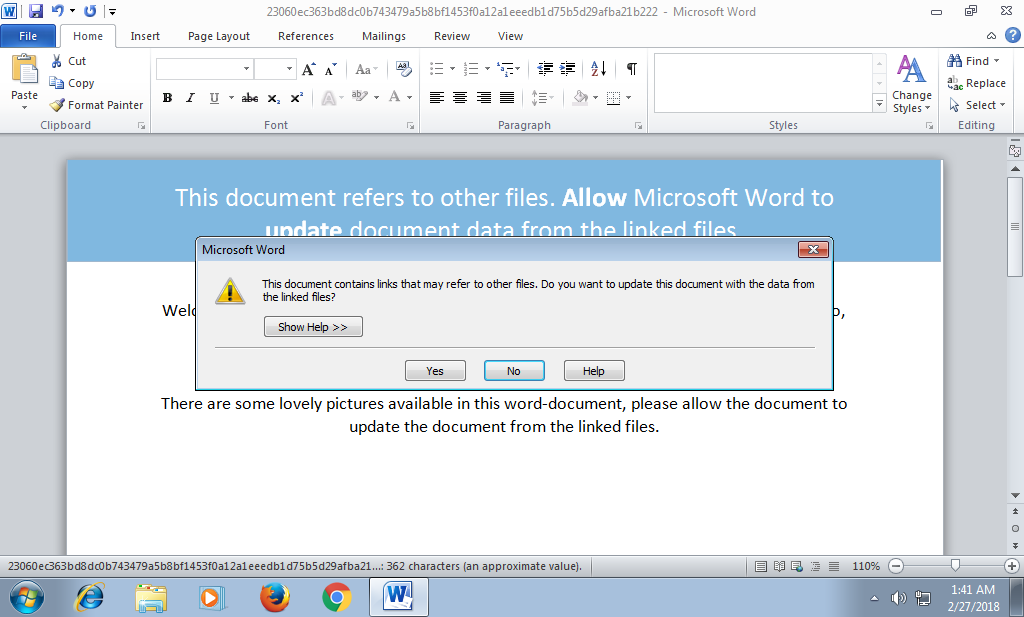 23060ec363bd8dc0b743479a5b8bf1453f0a12a1eeedb1d75b5d29afba21b222 - Microsoft Word
File Home Insert Page Layout References Mailings Review View
Cut
Copy
Format Painter
Paste
Clipboard
Font
Paragraph
Change
Styles
Styles
Find
Replace
Select
Editing
This document refers to other files. Allow Microsoft Word to
update document data from the linked files
Microsoft Word
This document contains links that may refer to other files. Do you want to update this document with the data from
the linked files?
Show Help >>
Yes No Help
There are some lovely pictures available in this word-document, please allow the document to
update the document from the linked files.
23060ec363bd8dc0b743479a5b8bf1453f0a12a1eeedb1d75b5d29afba21...: 362 characters (an approximate value).
110%
1:41 AM
2/27/2018